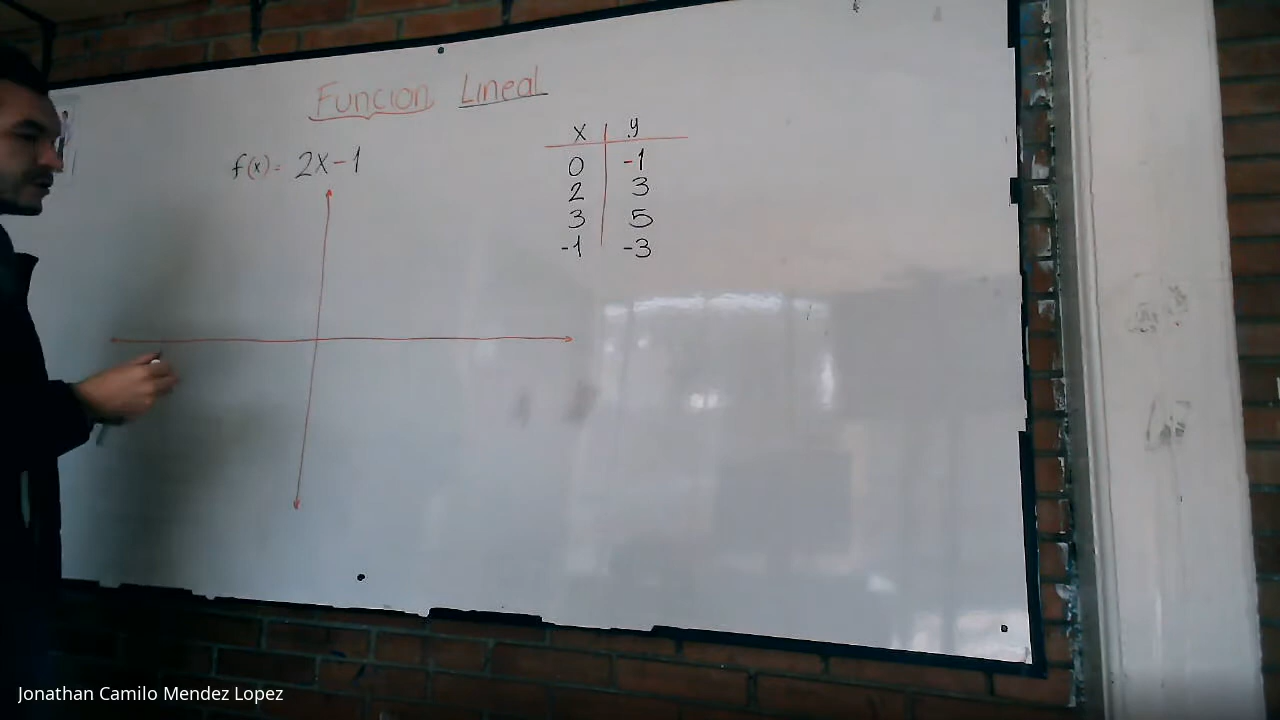 Funcion Lineal
f(x) = 2x-1
x y
0 -1
2 3
3 5
-1 -3
Jonathan Camilo Mendez Lopez